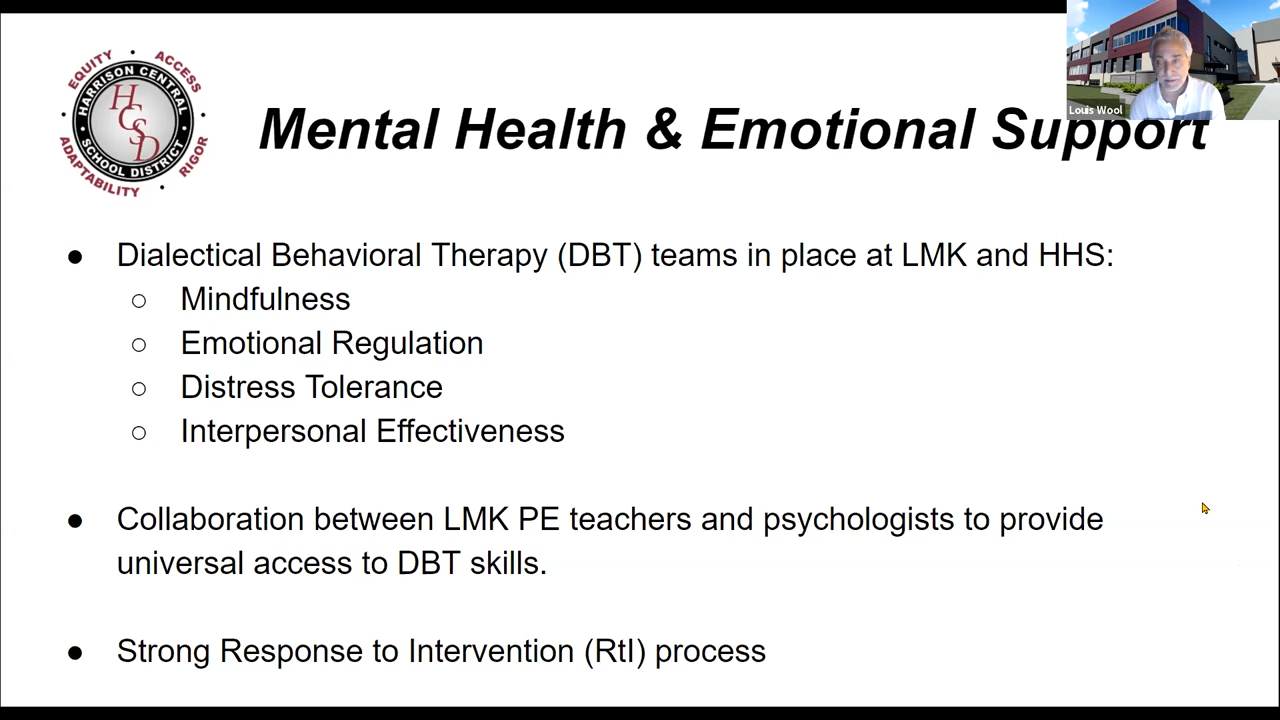 EQUITY ACCESS
HARRISON CENTRAL
HCSD
SCHOOL DISTRICT
ADAPTABILITY RIGOR
Louis Wool
Mental Health & Emotional Support
● Dialectical Behavioral Therapy (DBT) teams in place at LMK and HHS:
○ Mindfulness
○ Emotional Regulation
○ Distress Tolerance
○ Interpersonal Effectiveness
● Collaboration between LMK PE teachers and psychologists to provide
universal access to DBT skills.
● Strong Response to Intervention (RtI) process